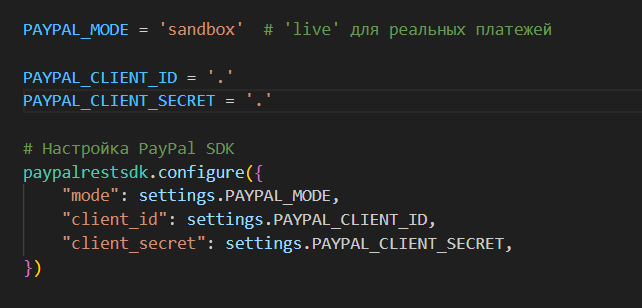 PAYPAL_MODE = 'sandbox'  # 'live' для реальных платежей
PAYPAL_CLIENT_ID = '.'
PAYPAL_CLIENT_SECRET = '.'
# Настройка PayPal SDK
paypalrestsdk.configure({
    "mode": settings.PAYPAL_MODE,
    "client_id": settings.PAYPAL_CLIENT_ID,
    "client_secret": settings.PAYPAL_CLIENT_SECRET,
})